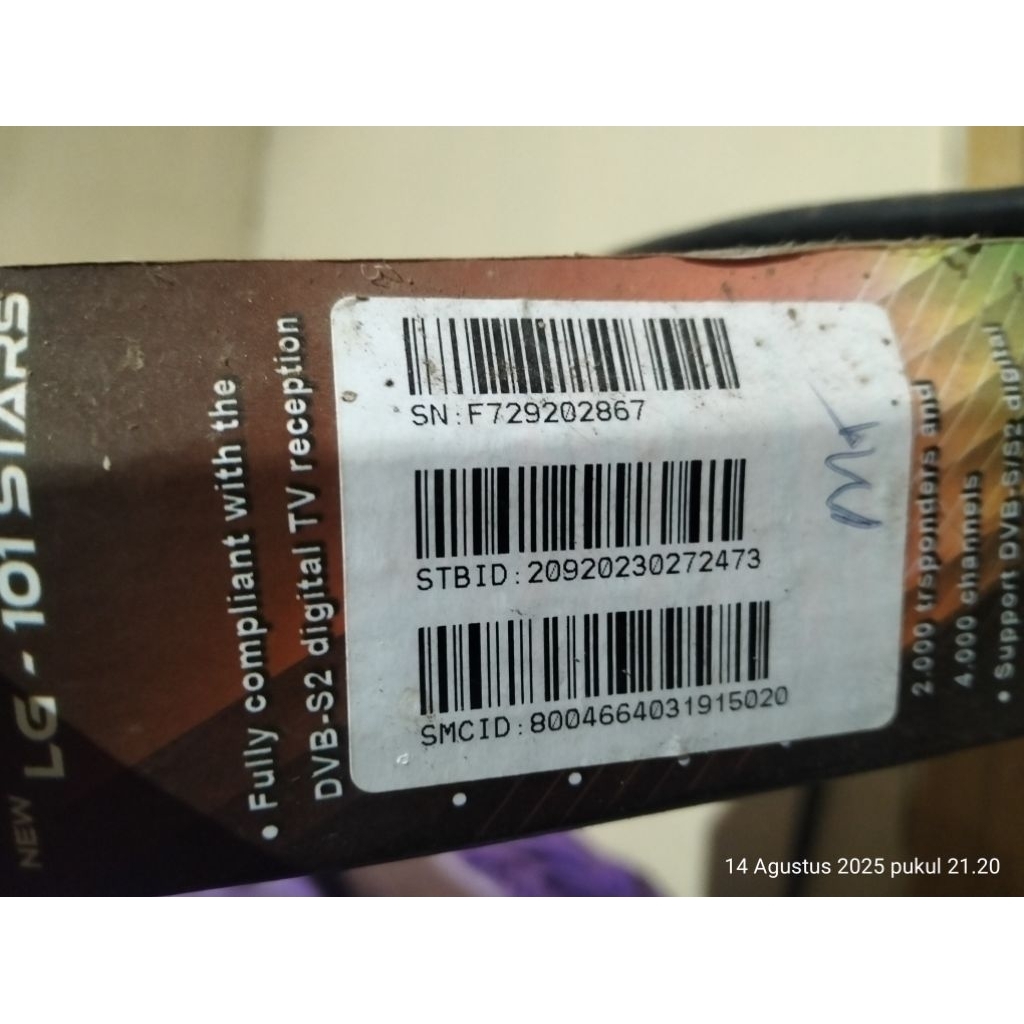 NEW LG - 101 STARS
• Fully compliant with the
DVB-S2 digital TV reception
SN:F729202867
STBID:20920230272473
SMCID:8004664031915020
2.000 trsponders and
4.000 channels
• Support DVB-S/S2 digital
14 Agustus 2025 pukul 21.20